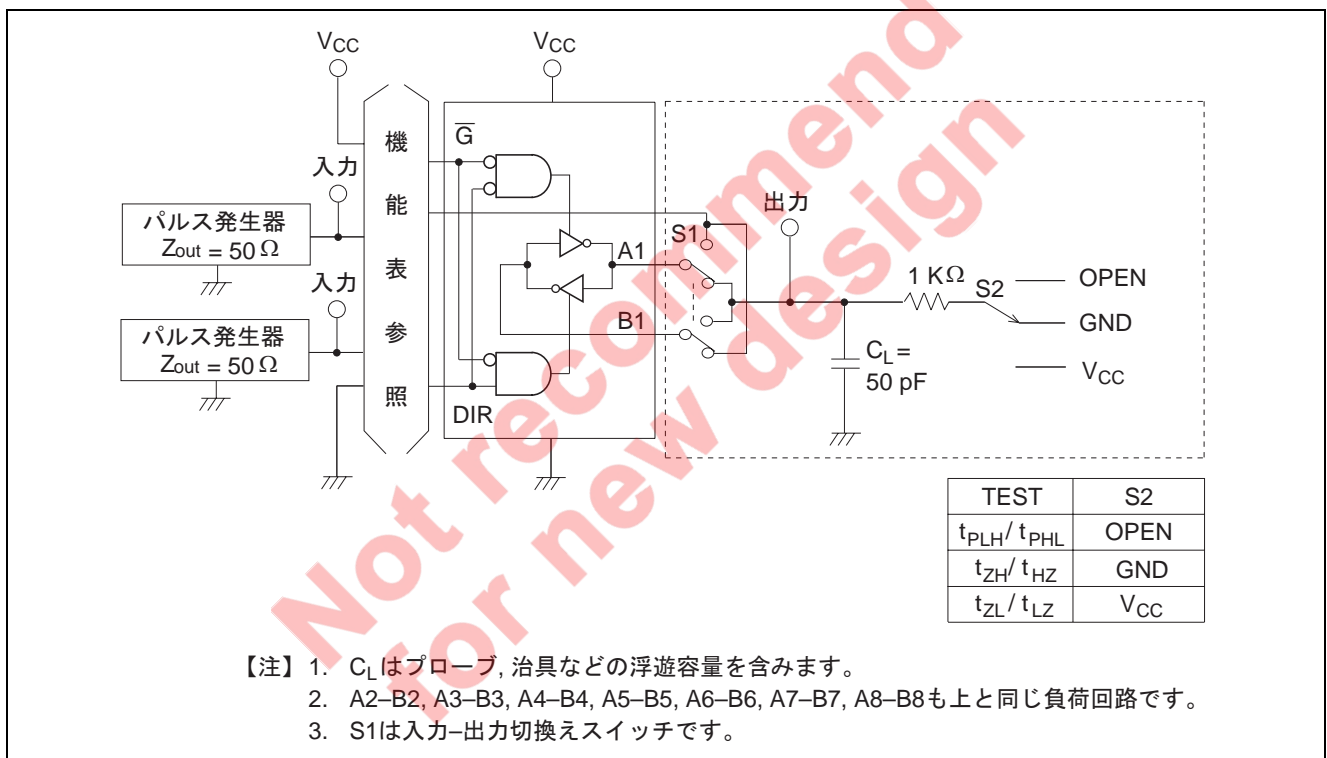 VCC
VCC
機能表参照
G
入力
パルス発生器
Zout = 50 Ω
入力
パルス発生器
Zout = 50 Ω
DIR
A1
B1
S1
出力
1 KΩ
S2
OPEN
GND
VCC
CL =
50 pF
TEST S2
tPLH/ tPHL OPEN
tZH/ tHZ GND
tZL/ tLZ VCC
【注】 1. CLはプローブ, 治具などの浮遊容量を含みます。
2. A2–B2, A3–B3, A4–B4, A5–B5, A6–B6, A7–B7, A8–B8も上と同じ負荷回路です。
3. S1は入力–出力切換えスイッチです。
Not recommend
for new design